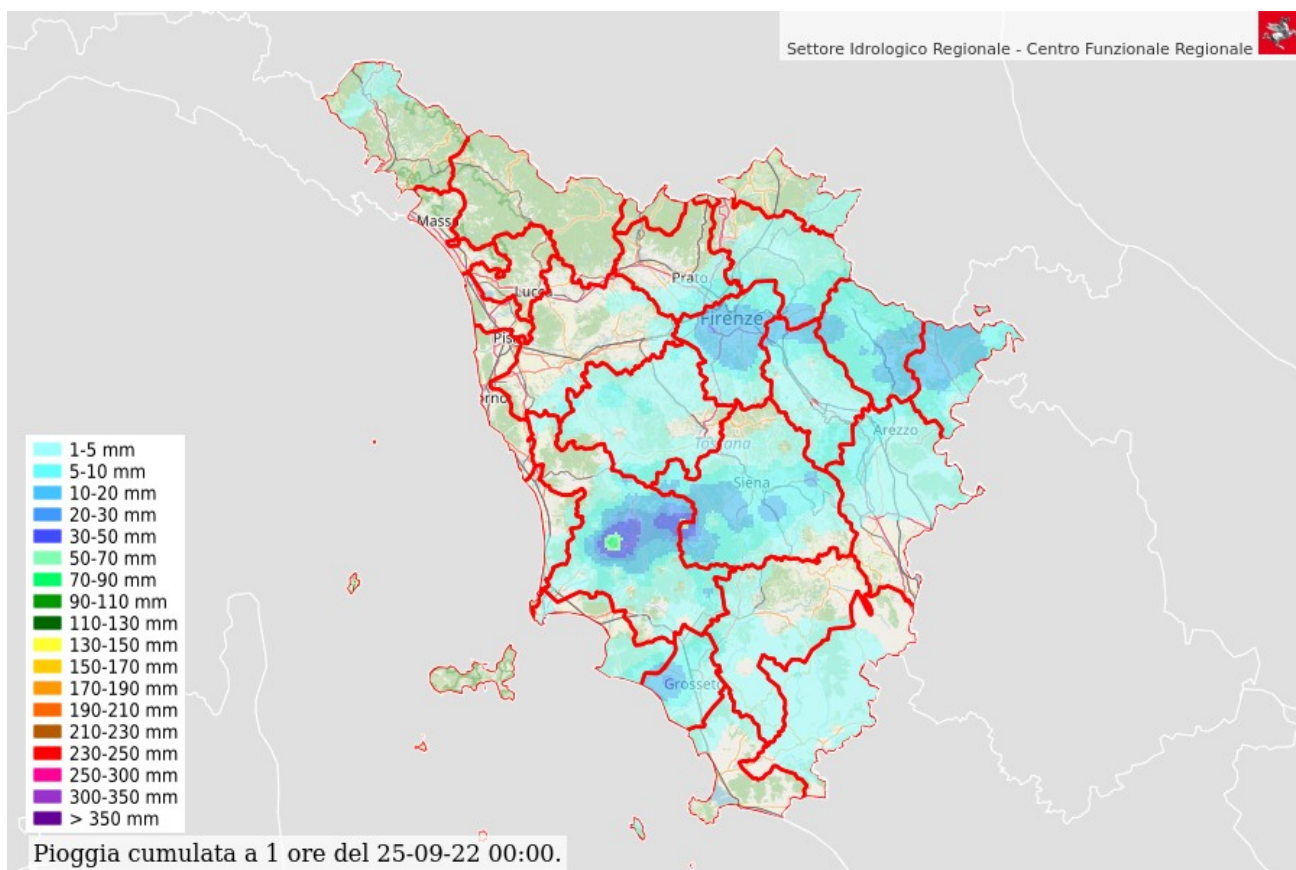 Settore Idrologico Regionale - Centro Funzionale Regionale
Massa
Lucca
Prato
Firenze
Pisa
Arezzo
Toscana
Siena
Grosseto
1-5 mm
5-10 mm
10-20 mm
20-30 mm
30-50 mm
50-70 mm
70-90 mm
90-110 mm
110-130 mm
130-150 mm
150-170 mm
170-190 mm
190-210 mm
210-230 mm
230-250 mm
250-300 mm
300-350 mm
> 350 mm
Pioggia cumulata a 1 ore del 25-09-22 00:00.